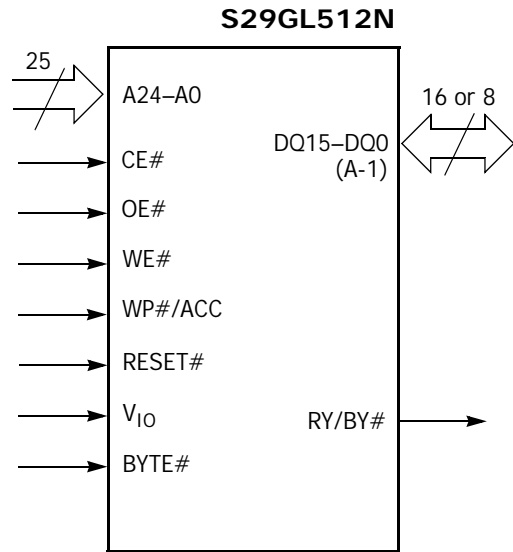 S29GL512N
25
A24–A0
16 or 8
DQ15–DQ0
(A-1)
CE#
OE#
WE#
WP#/ACC
RESET#
VIO
RY/BY#
BYTE#